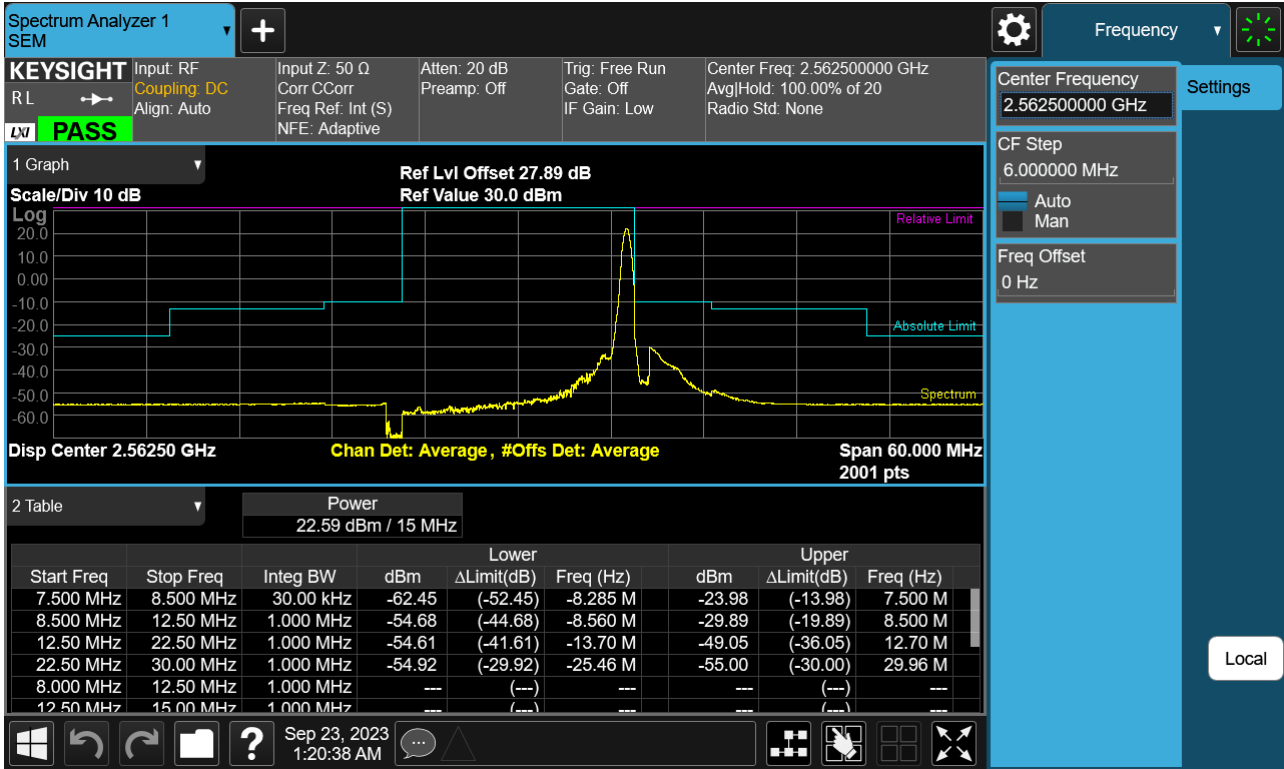 Spectrum Analyzer 1
SEM
Frequency
KEYSIGHT
Input: RF
Input Z: 50 Ω
Atten: 20 dB
Trig: Free Run
Center Freq: 2.562500000 GHz
R L
Coupling: DC
Corr CCorr
Preamp: Off
Gate: Off
Avg|Hold: 100.00% of 20
Align: Auto
Freq Ref: Int (S)
IF Gain: Low
Radio Std: None
LXI
PASS
NFE: Adaptive
Center Frequency
2.562500000 GHz
Settings
CF Step
6.000000 MHz
Auto
Man
Freq Offset
0 Hz
Local
1 Graph
Ref Lvl Offset 27.89 dB
Scale/Div 10 dB
Ref Value 30.0 dBm
Log
Relative Limit
20.0
10.0
0.00
-10.0
-20.0
Absolute Limit
-30.0
-40.0
-50.0
Spectrum
-60.0
Disp Center 2.56250 GHz
Chan Det: Average, #Offs Det: Average
Span 60.000 MHz
2001 pts
2 Table
Power
22.59 dBm / 15 MHz
Lower Upper
Start Freq Stop Freq Integ BW dBm ΔLimit(dB) Freq (Hz) dBm ΔLimit(dB) Freq (Hz)
7.500 MHz 8.500 MHz 30.00 kHz -62.45 (-52.45) -8.285 M -23.98 (-13.98) 7.500 M
8.500 MHz 12.50 MHz 1.000 MHz -54.68 (-44.68) -8.560 M -29.89 (-19.89) 8.500 M
12.50 MHz 22.50 MHz 1.000 MHz -54.61 (-41.61) -13.70 M -49.05 (-36.05) 12.70 M
22.50 MHz 30.00 MHz 1.000 MHz -54.92 (-29.92) -25.46 M -55.00 (-30.00) 29.96 M
8.000 MHz 12.50 MHz 1.000 MHz --- (---) --- --- (---) ---
12.50 MHz 15.00 MHz 1.000 MHz --- (---) --- --- (---) ---
?
Sep 23, 2023
1:20:38 AM